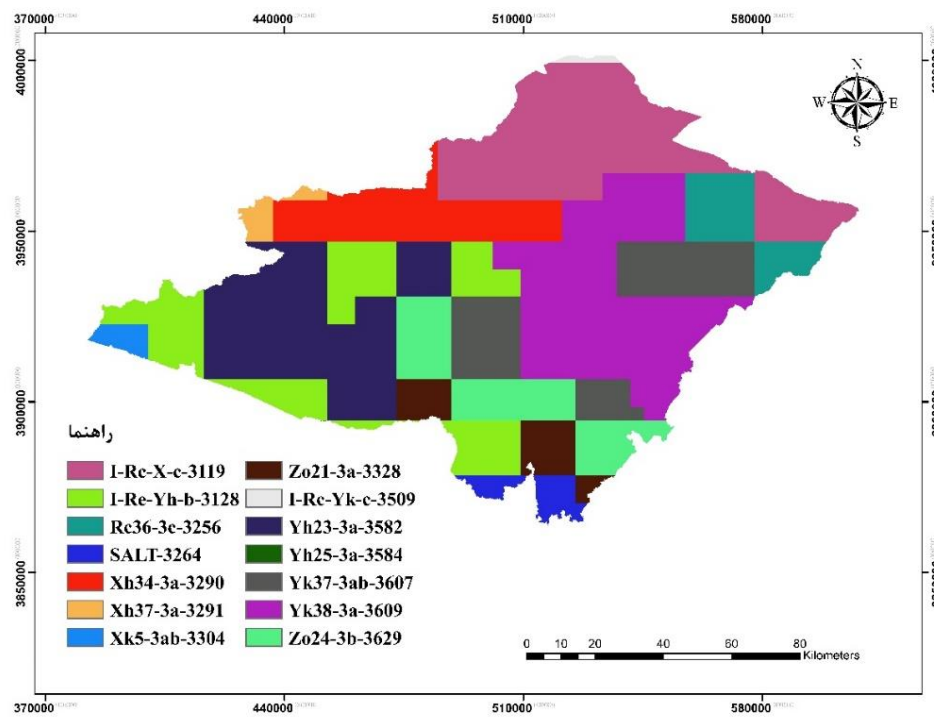 370000 440000 510000 580000
4000000
N
W E
S
3950000
3900000
راهنما
I-Rc-X-c-3119 Zo21-3a-3328
I-Re-Yh-b-3128 I-Rc-Yk-c-3509
Rc36-3c-3256 Yh23-3a-3582
SALT-3264 Yh25-3a-3584
Xh34-3a-3290 Yk37-3ab-3607
Xh37-3a-3291 Yk38-3a-3609
Xk5-3ab-3304 Zo24-3b-3629
3850000
0 10 20 40 60 80
Kilometers
370000 440000 510000 580000